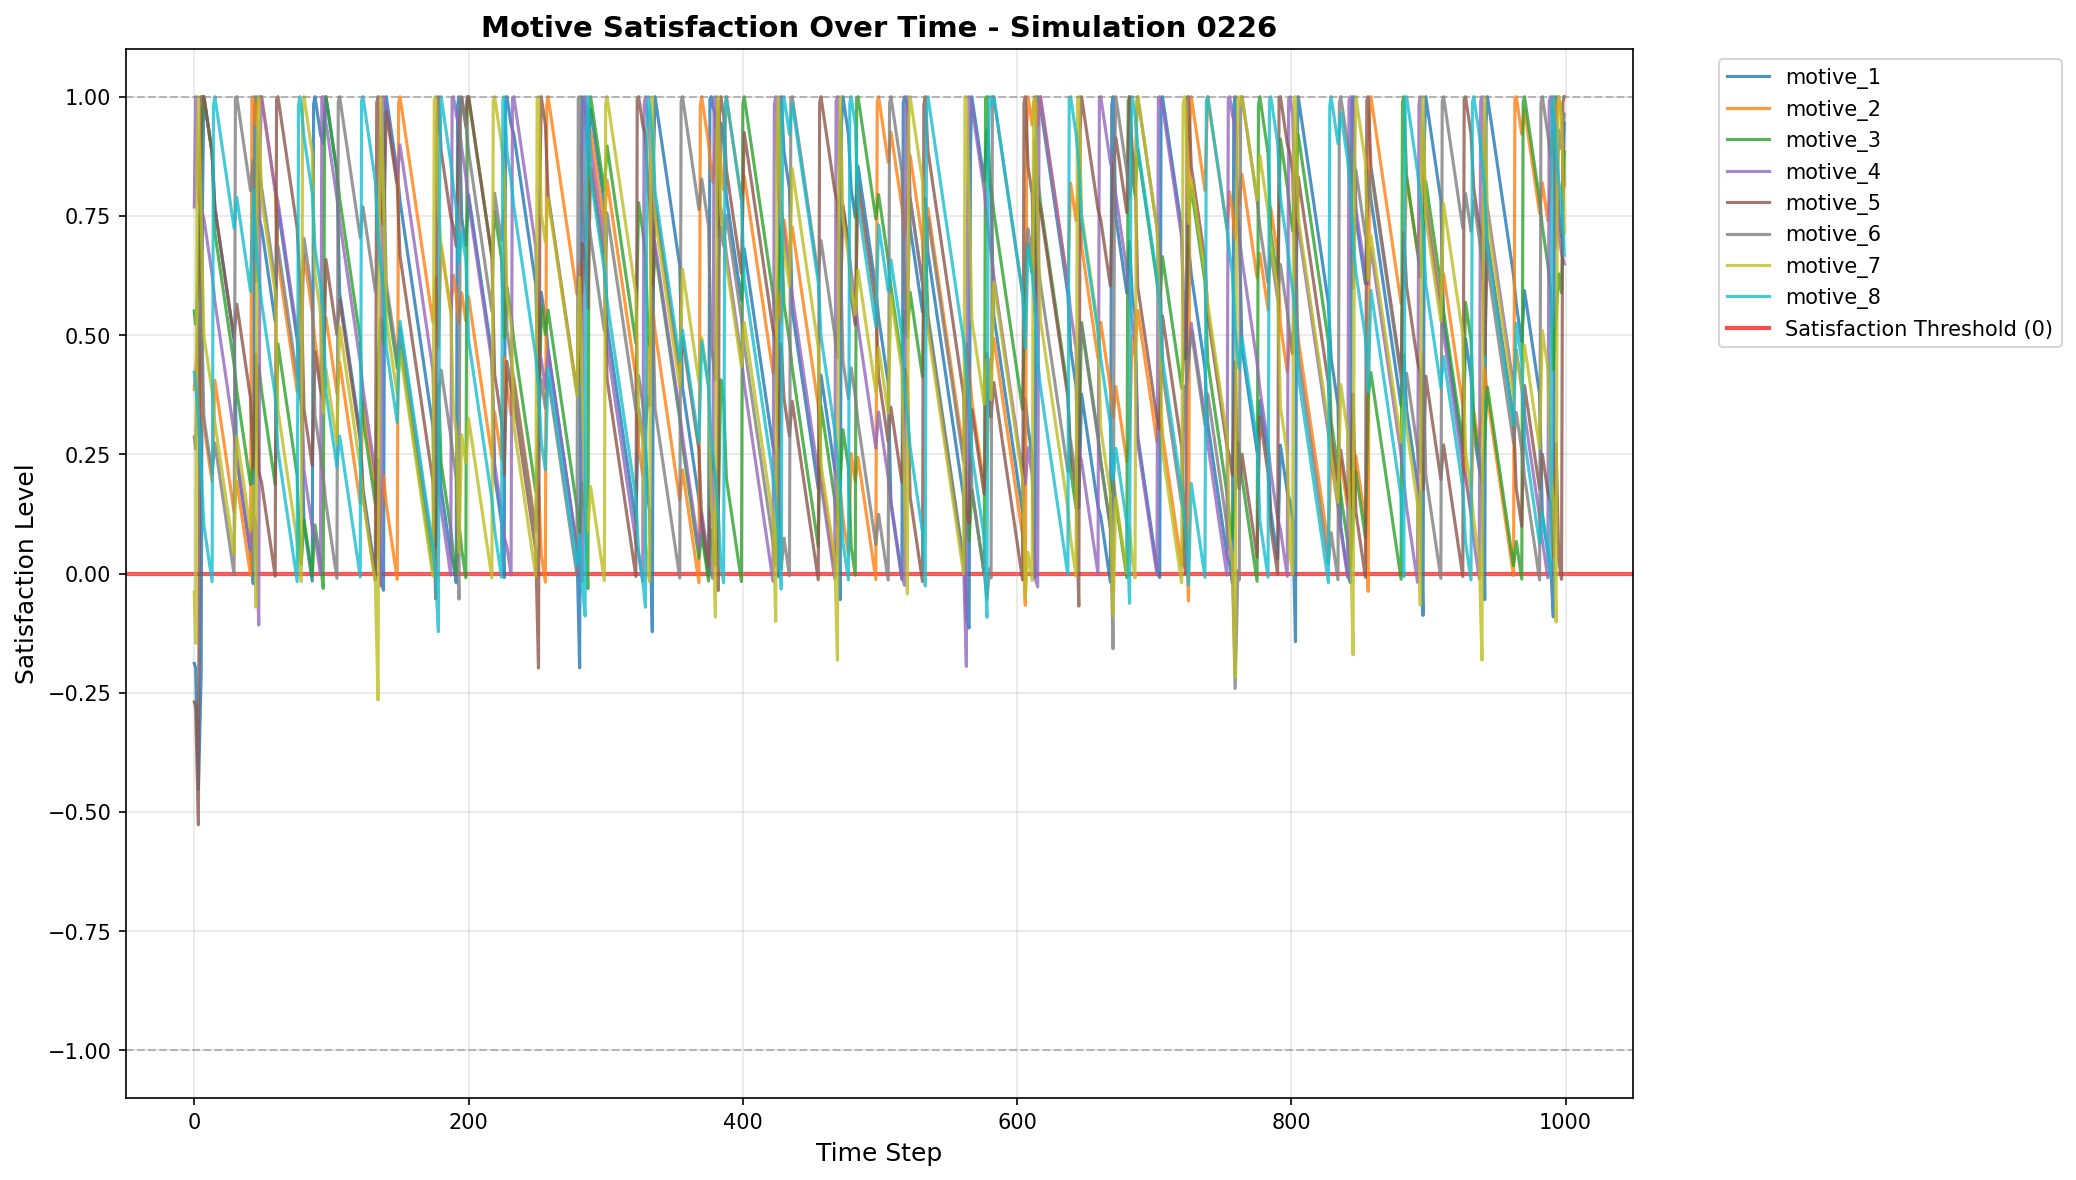 Motive Satisfaction Over Time - Simulation 0226
Satisfaction Level
1.00
0.75
0.50
0.25
0.00
−0.25
−0.50
−0.75
−1.00
0
200
400
600
800
1000
Time Step
motive_1
motive_2
motive_3
motive_4
motive_5
motive_6
motive_7
motive_8
Satisfaction Threshold (0)